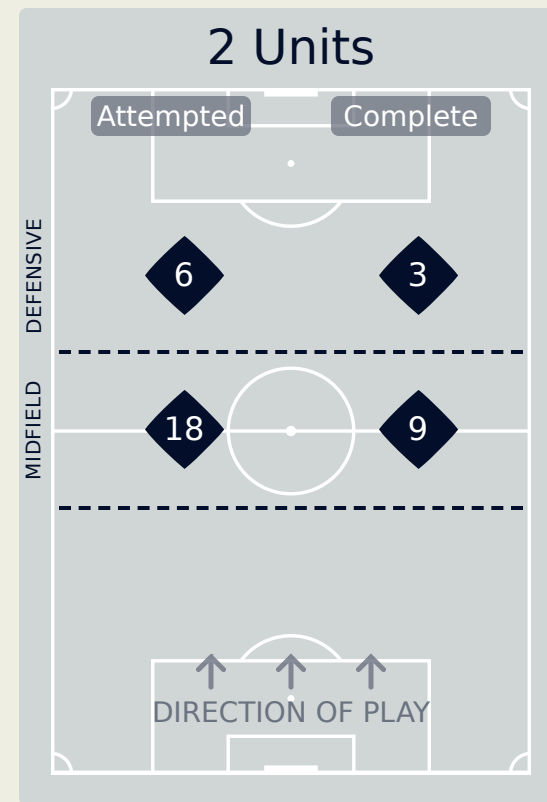 2 Units
Attempted Complete
DEFENSIVE
6 3
MIDFIELD
18 9
DIRECTION OF PLAY